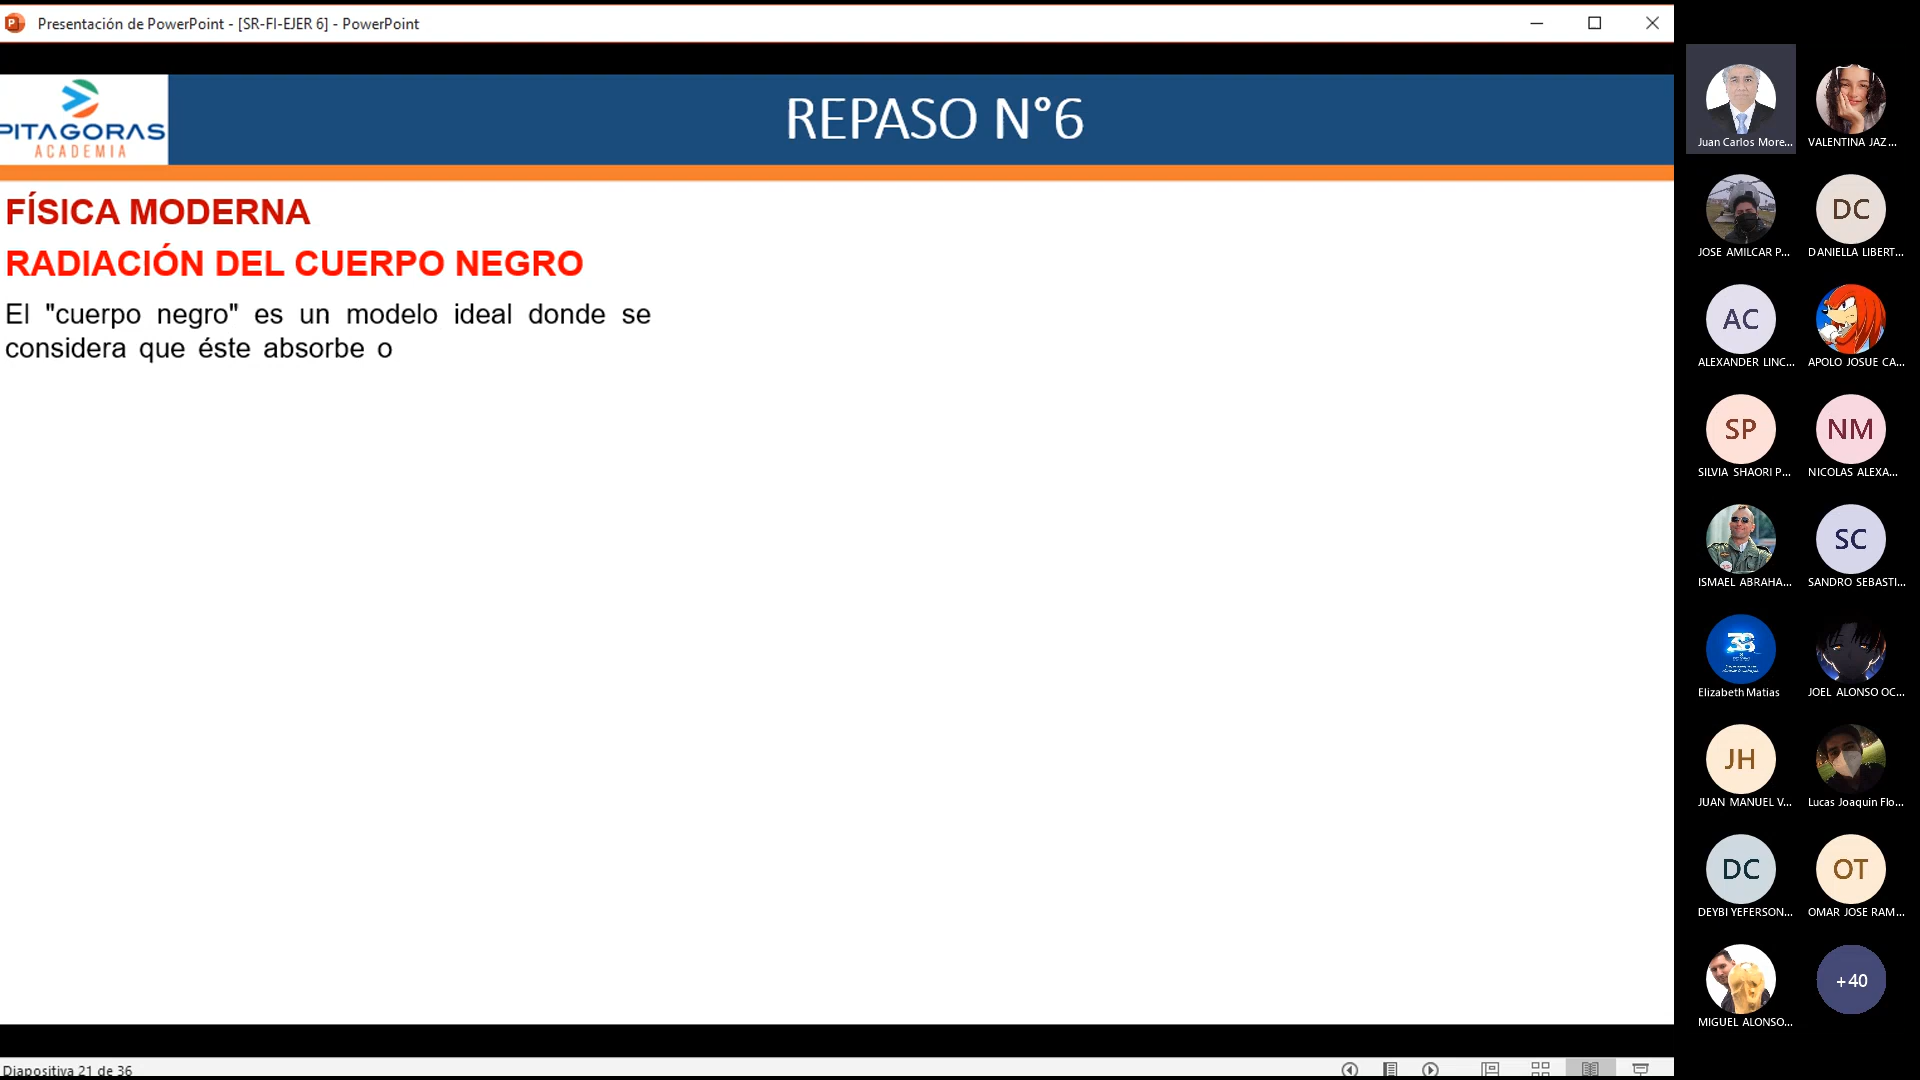 Presentación de PowerPoint - [SR-FI-EJER 6] - PowerPoint
PITAGORAS
ACADEMIA
REPASO N°6
FÍSICA MODERNA
RADIACIÓN DEL CUERPO NEGRO
El "cuerpo negro" es un modelo ideal donde se
considera que éste absorbe o
Diapositiva 21 de 36
Juan Carlos More...
VALENTINA JAZ...
JOSE AMILCAR P...
DC
DANIELLA LIBERT...
AC
ALEXANDER LINC...
APOLO JOSUE CA...
SP
SILVIA SHAORI P...
NM
NICOLAS ALEXA...
ISMAEL ABRAHA...
SC
SANDRO SEBASTI...
38
Elizabeth Matias
JOEL ALONSO OC...
JH
JUAN MANUEL V...
Lucas Joaquin Flo...
DC
DEYBI YEFERSON...
OT
OMAR JOSE RAM...
MIGUEL ALONSO...
+40